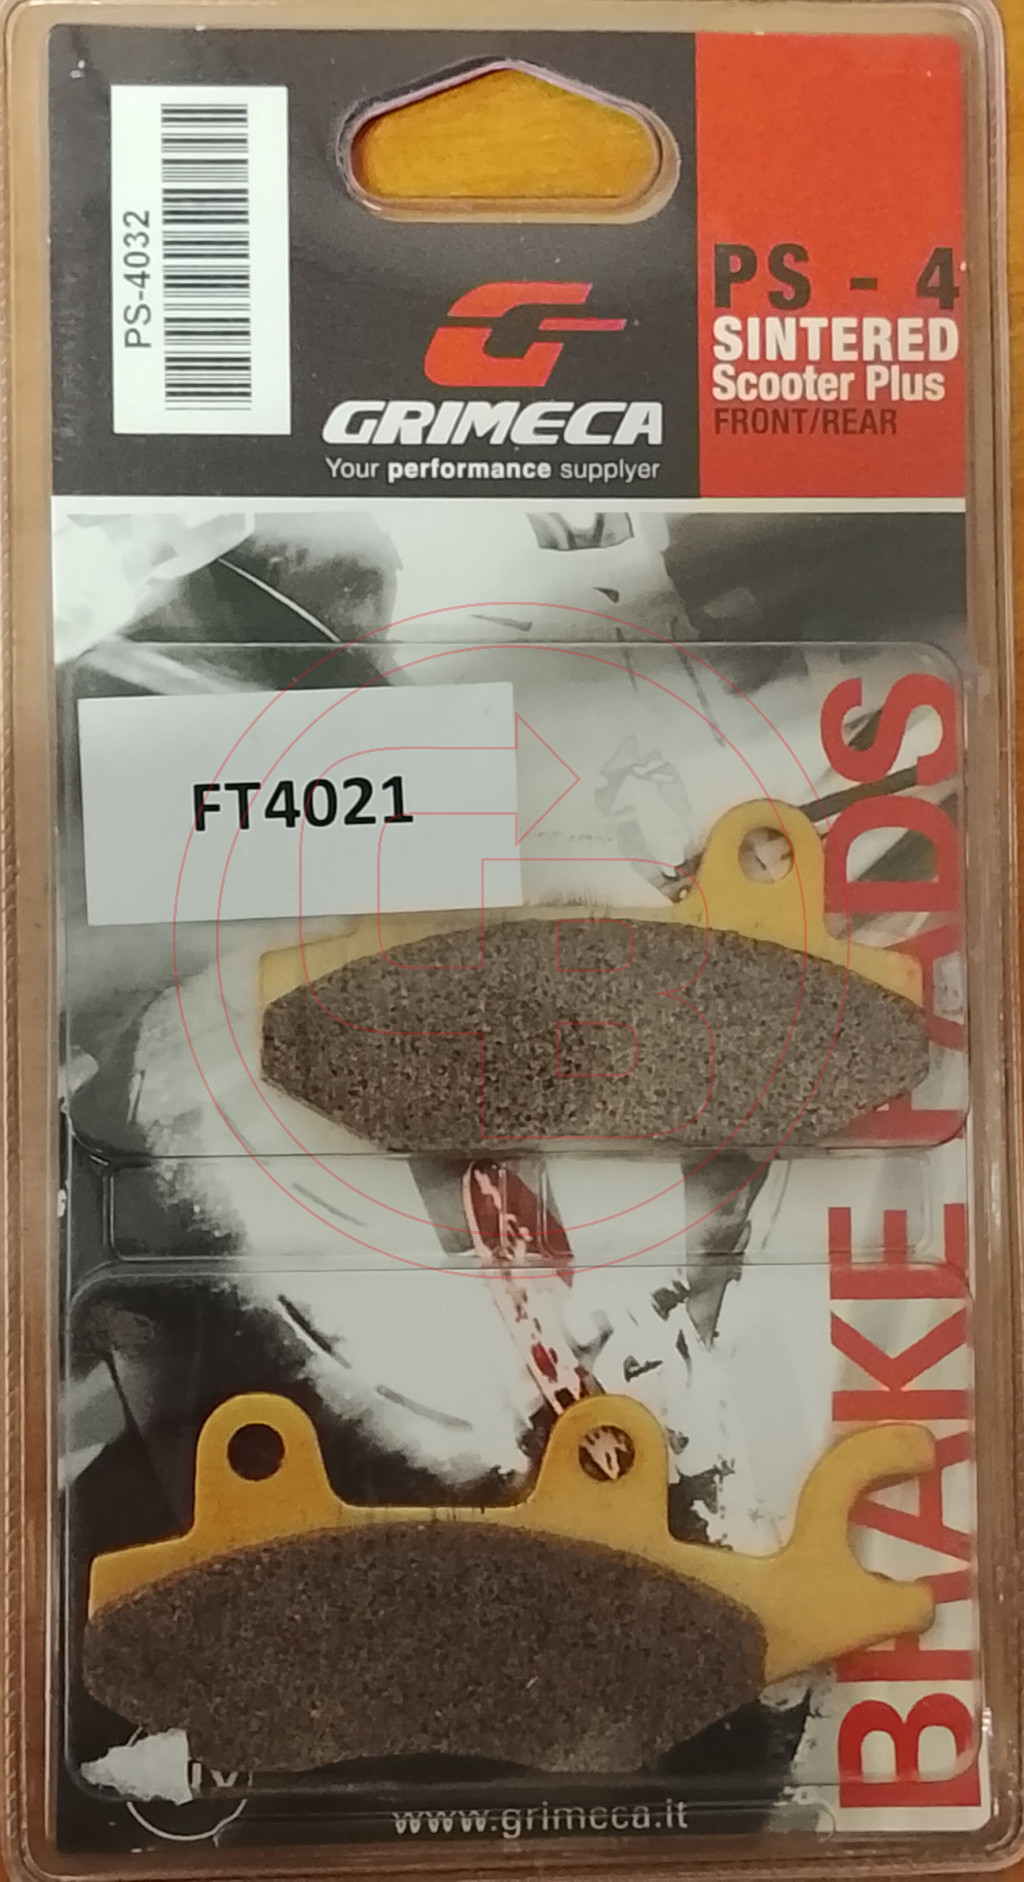 PS-4032
GRIMECA
Your performance supplyer
PS - 4
SINTERED
Scooter Plus
FRONT/REAR
FT4021
BRAKE PADS
www.grimeca.it